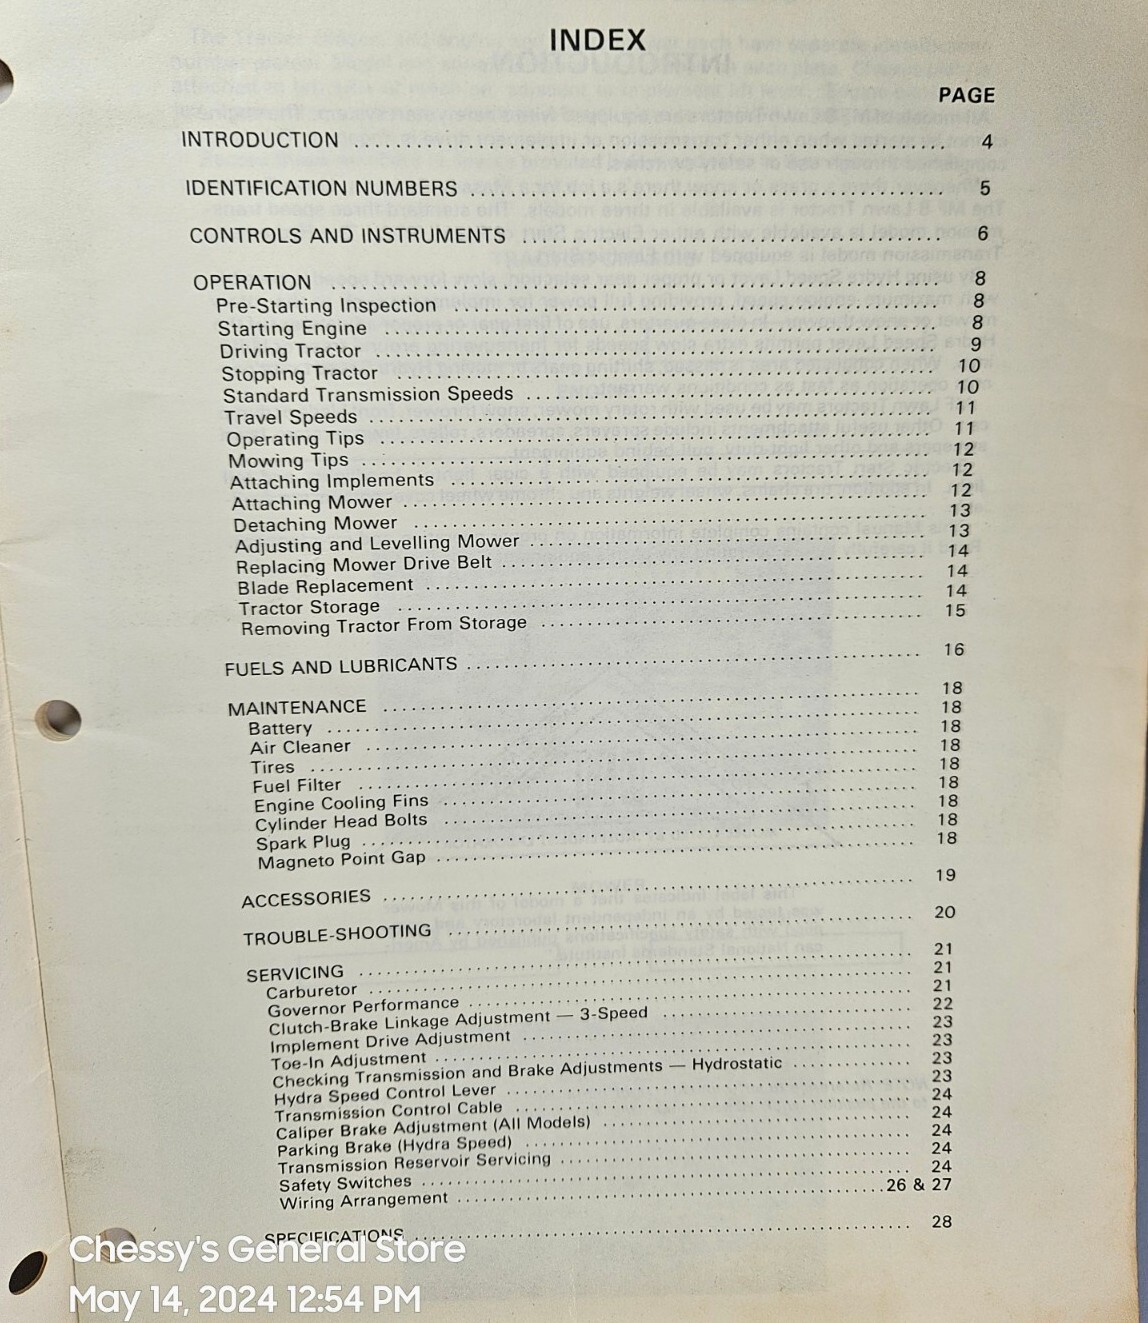 INDEX
PAGE
INTRODUCTION .......... 4
IDENTIFICATION NUMBERS .......... 5
CONTROLS AND INSTRUMENTS .......... 6
OPERATION .......... 8
Pre-Starting Inspection .......... 8
Starting Engine .......... 8
Driving Tractor .......... 9
Stopping Tractor .......... 10
Standard Transmission Speeds .......... 10
Travel Speeds .......... 11
Operating Tips .......... 11
Mowing Tips .......... 12
Attaching Implements .......... 12
Attaching Mower .......... 12
Detaching Mower .......... 13
Adjusting and Levelling Mower .......... 13
Replacing Mower Drive Belt .......... 14
Blade Replacement .......... 14
Tractor Storage .......... 14
Removing Tractor From Storage .......... 15
FUELS AND LUBRICANTS .......... 16
MAINTENANCE .......... 18
Battery .......... 18
Air Cleaner .......... 18
Tires .......... 18
Fuel Filter .......... 18
Engine Cooling Fins .......... 18
Cylinder Head Bolts .......... 18
Spark Plug .......... 18
Magneto Point Gap .......... 18
ACCESSORIES .......... 19
TROUBLE-SHOOTING .......... 20
SERVICING .......... 21
Carburetor .......... 21
Governor Performance .......... 21
Clutch-Brake Linkage Adjustment — 3-Speed .......... 22
Implement Drive Adjustment .......... 23
Toe-In Adjustment .......... 23
Checking Transmission and Brake Adjustments — Hydrostatic .......... 23
Hydra Speed Control Lever .......... 23
Transmission Control Cable .......... 24
Caliper Brake Adjustment (All Models) .......... 24
Parking Brake (Hydra Speed) .......... 24
Transmission Reservoir Servicing .......... 24
Safety Switches .......... 24
Wiring Arrangement .......... 26 & 27
SPECIFICATIONS .......... 28
Chessy's General Store
May 14, 2024 12:54 PM